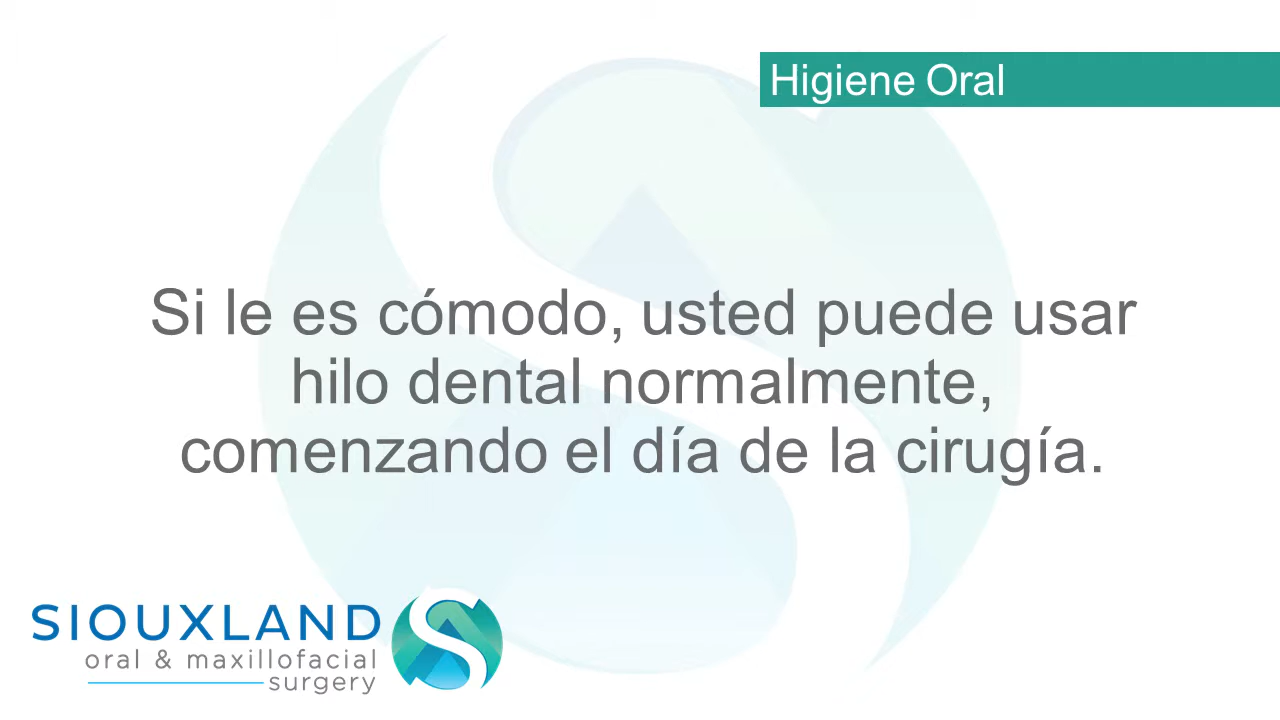 Higiene Oral
Si le es cómodo, usted puede usar
hilo dental normalmente,
comenzando el día de la cirugía.
SIOUXLAND
oral & maxillofacial
surgery